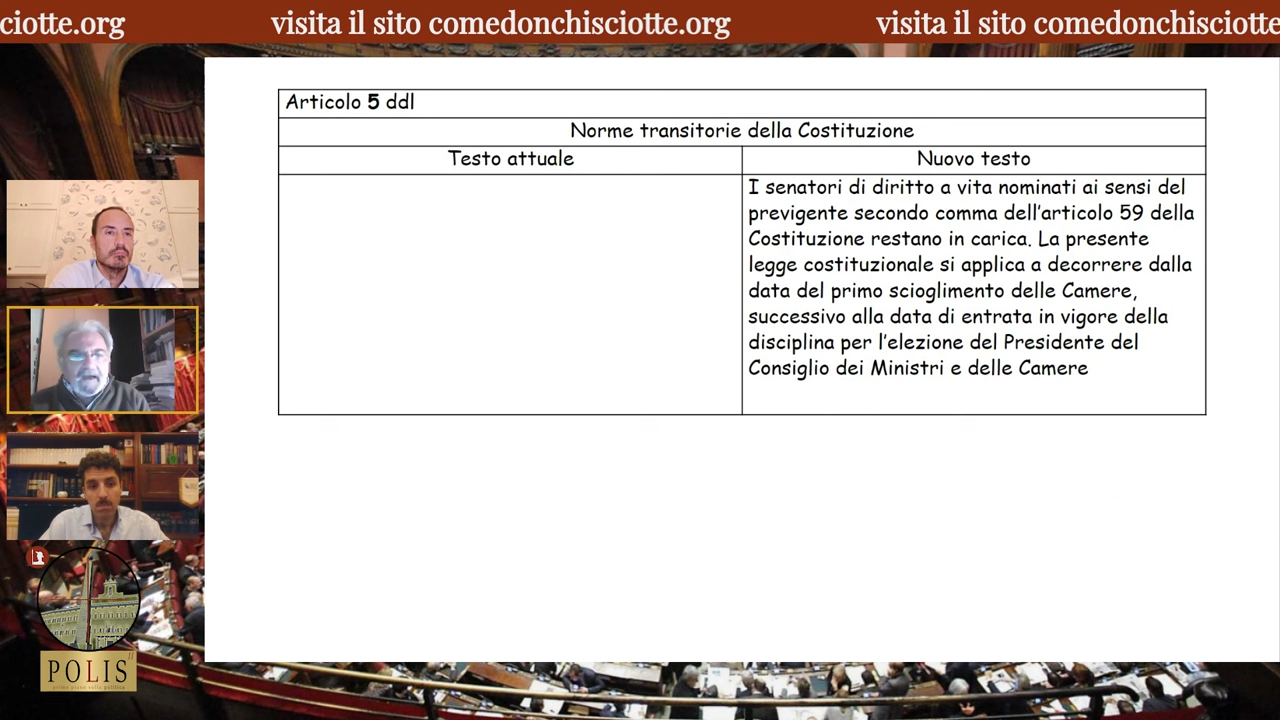 ciotte.org
visita il sito comedonchisciotte.org
visita il sito comedonchisciotte
Articolo 5 ddl
Norme transitorie della Costituzione
Testo attuale
Nuovo testo
I senatori di diritto a vita nominati ai sensi del
previgente secondo comma dell'articolo 59 della
Costituzione restano in carica. La presente
legge costituzionale si applica a decorrere dalla
data del primo scioglimento delle Camere,
successivo alla data di entrata in vigore della
disciplina per l'elezione del Presidente del
Consiglio dei Ministri e delle Camere
POLIS